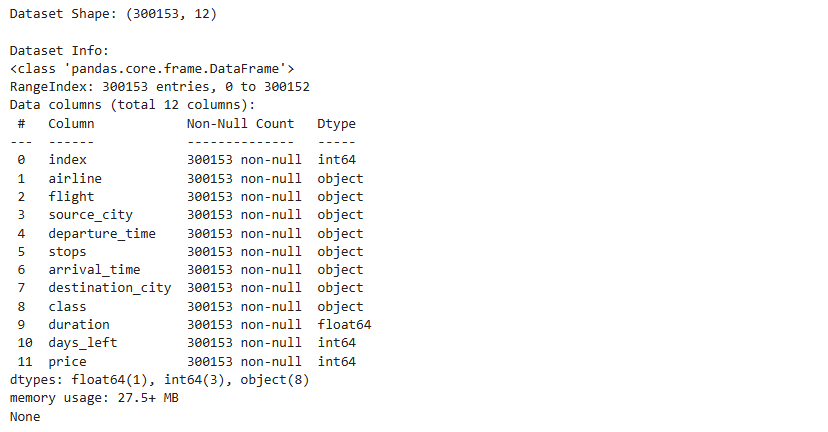 Dataset Shape: (300153, 12)

Dataset Info:
<class 'pandas.core.frame.DataFrame'>
RangeIndex: 300153 entries, 0 to 300152
Data columns (total 12 columns):
 #   Column            Non-Null Count   Dtype
---  ------            --------------   -----
 0   index             300153 non-null  int64
 1   airline           300153 non-null  object
 2   flight            300153 non-null  object
 3   source_city       300153 non-null  object
 4   departure_time    300153 non-null  object
 5   stops             300153 non-null  object
 6   arrival_time      300153 non-null  object
 7   destination_city  300153 non-null  object
 8   class             300153 non-null  object
 9   duration          300153 non-null  float64
 10  days_left         300153 non-null  int64
 11  price             300153 non-null  int64
dtypes: float64(1), int64(3), object(8)
memory usage: 27.5+ MB
None